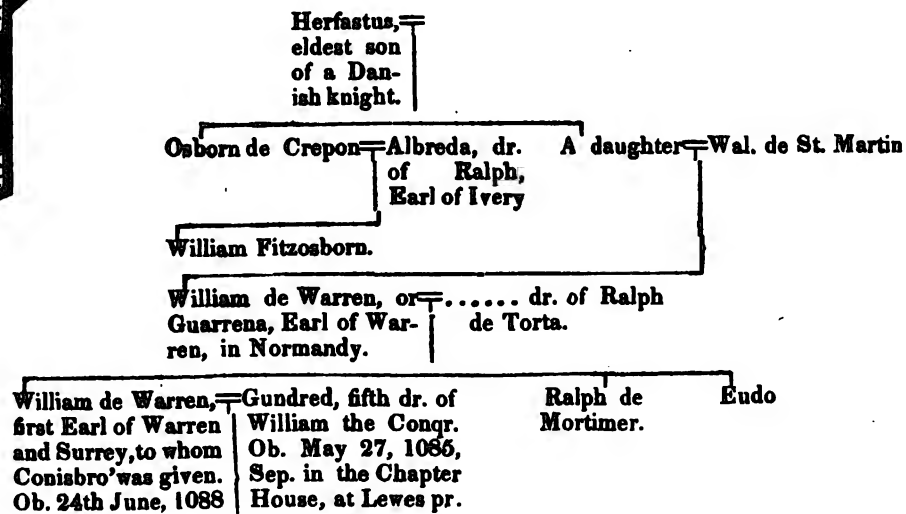 Herfastus,
eldest son
of a Dan-
ish knight.
Osborn de Crepon
Albreda, dr.
of Ralph,
Earl of Ivery
A daughter
Wal. de St. Martin
William Fitzosborn.
William de Warren, or
Guarrena, Earl of War-
ren, in Normandy.
...... dr. of Ralph
de Torta.
William de Warren,
first Earl of Warren
and Surrey, to whom
Conisbro' was given.
Ob. 24th June, 1088
Gundred, fifth dr. of
William the Conqr.
Ob. May 27, 1085,
Sep. in the Chapter
House, at Lewes pr.
Ralph de
Mortimer.
Eudo